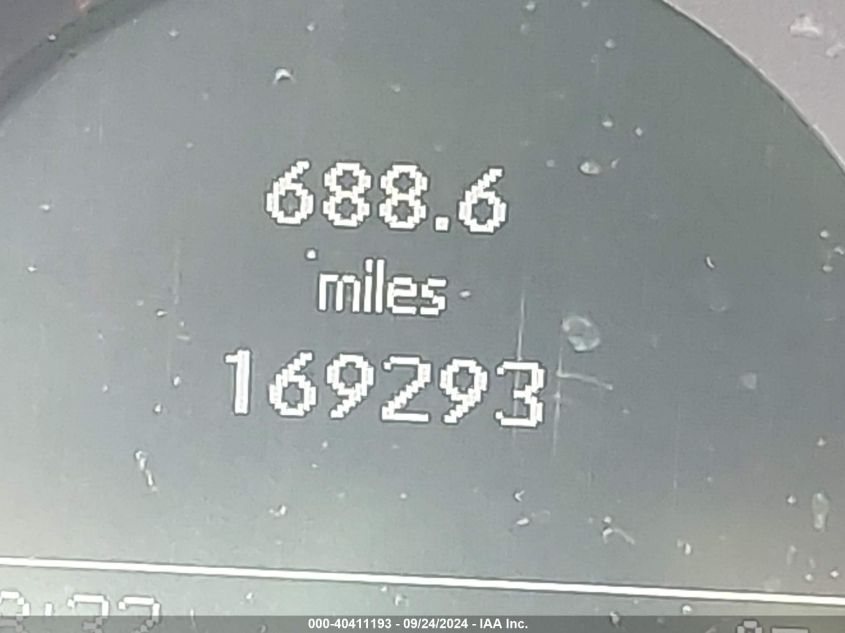 688.6
miles
169293
000-40411193 - 09/24/2024 - IAA Inc.